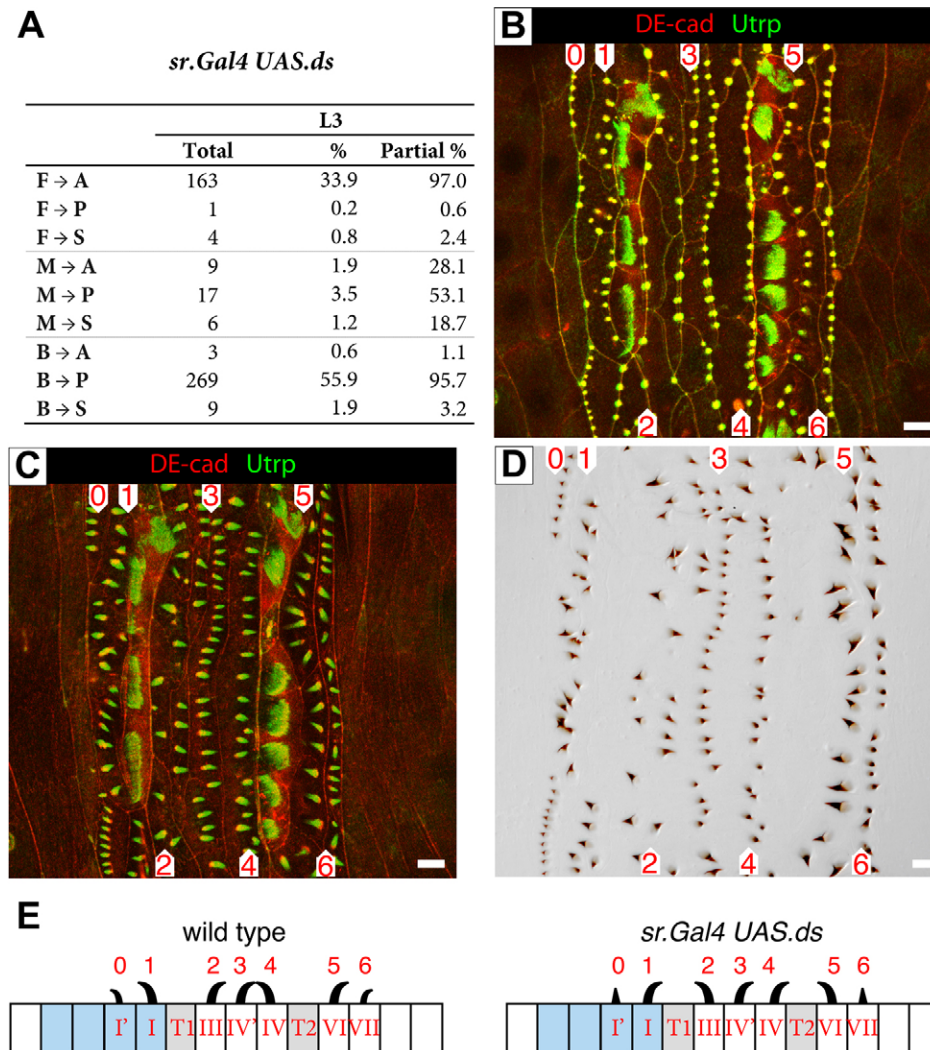 A
sr.Gal4 UAS.ds
L3
Total % Partial %
F → A 163 33.9 97.0
F → P 1 0.2 0.6
F → S 4 0.8 2.4
M → A 9 1.9 28.1
M → P 17 3.5 53.1
M → S 6 1.2 18.7
B → A 3 0.6 1.1
B → P 269 55.9 95.7
B → S 9 1.9 3.2
B DE-cad Utrp
0 1 3 5
2 4 6
C DE-cad Utrp
0 1 3 5
2 4 6
D
0 1 3 5
2 4 6
E
wild type
0 1 2 3 4 5 6
I' I T1 III IV' IV T2 VI VII
sr.Gal4 UAS.ds
0 1 2 3 4 5 6
I' I T1 III IV' IV T2 VI VII